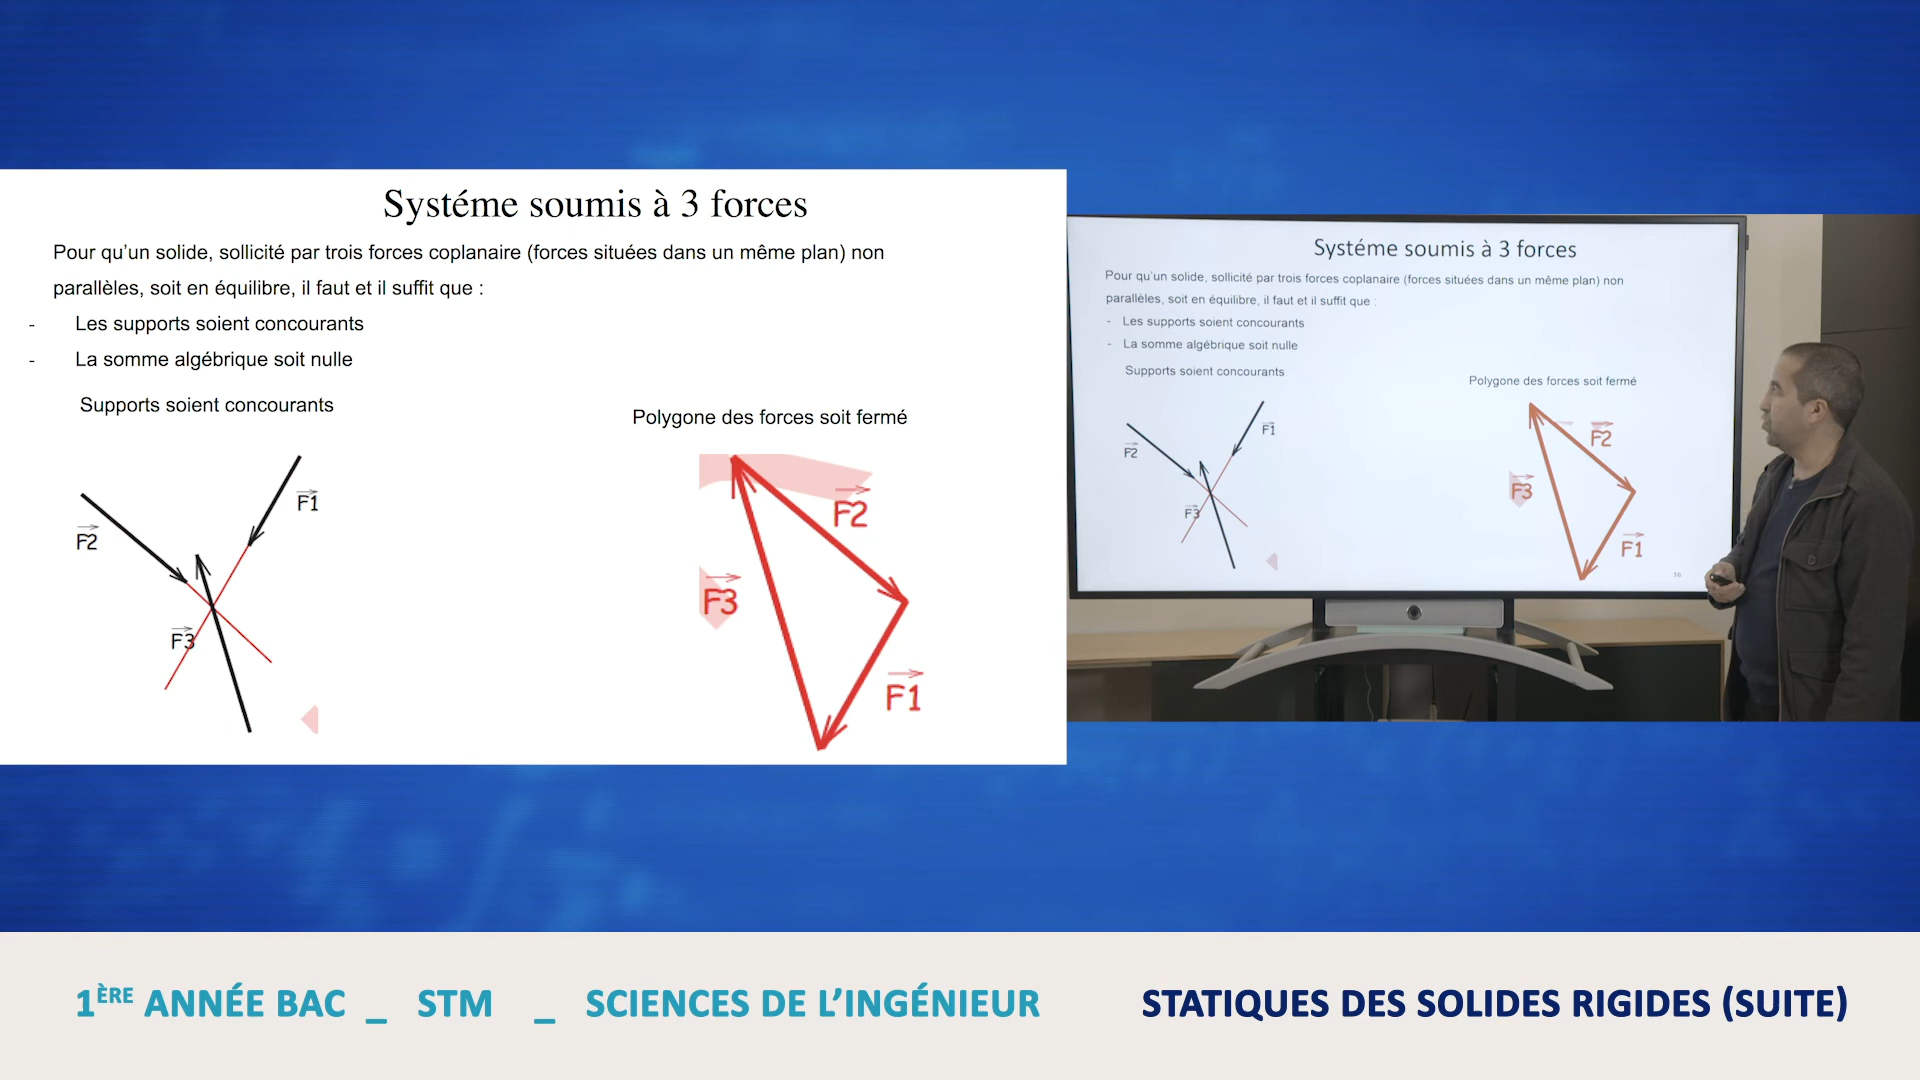 Systéme soumis à 3 forces
Pour qu'un solide, sollicité par trois forces coplanaire (forces situées dans un même plan) non
parallèles, soit en équilibre, il faut et il suffit que :
- Les supports soient concourants
- La somme algébrique soit nulle
Supports soient concourants
Polygone des forces soit fermé
F1
F2
F3
F2
F3
F1
Systéme soumis à 3 forces
Pour qu'un solide, sollicité par trois forces coplanaire (forces situées dans un même plan) non
parallèles, soit en équilibre, il faut et il suffit que :
- Les supports soient concourants
- La somme algébrique soit nulle
Supports soient concourants
Polygone des forces soit fermé
F1
F2
F3
F2
F3
F1
16
1ÈRE ANNÉE BAC _ STM _ SCIENCES DE L'INGÉNIEUR
STATIQUES DES SOLIDES RIGIDES (SUITE)